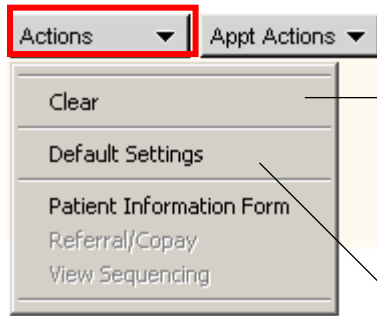 Actions Appt Actions
Clear
Default Settings
Patient Information Form
Referral/Copay
View Sequencing